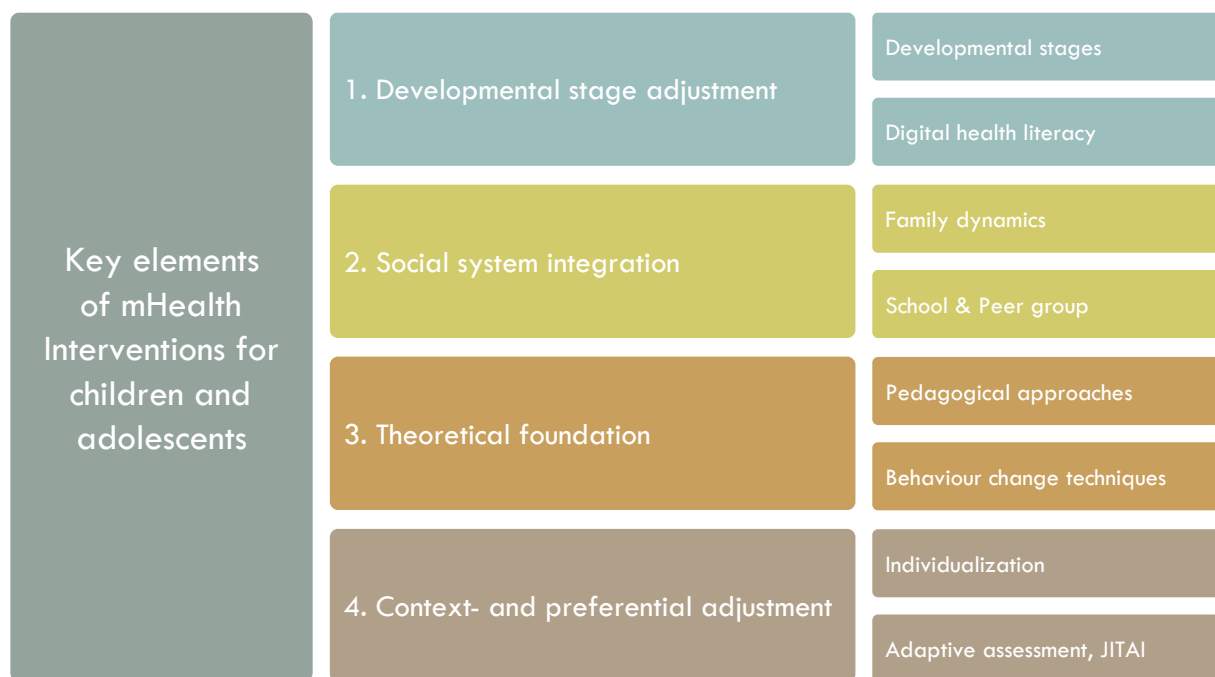 Key elements
of mHealth
Interventions for
children and
adolescents
1. Developmental stage adjustment
Developmental stages
Digital health literacy
2. Social system integration
Family dynamics
School & Peer group
3. Theoretical foundation
Pedagogical approaches
Behaviour change techniques
4. Context- and preferential adjustment
Individualization
Adaptive assessment, JITAI